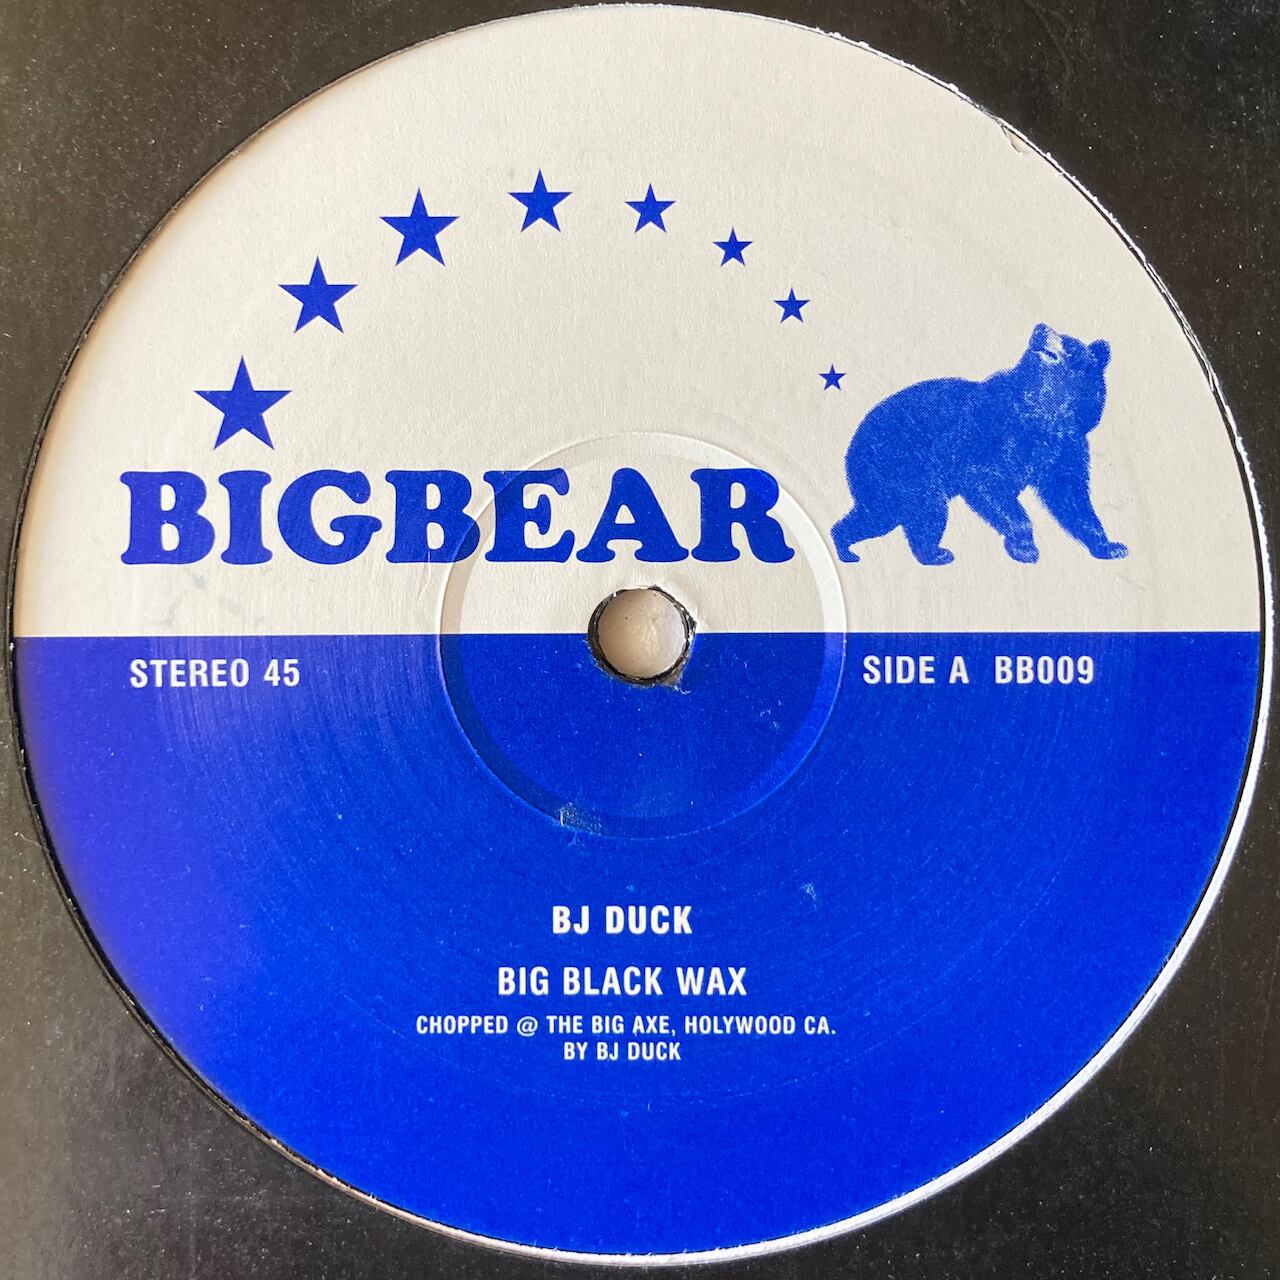 BIGBEAR
STEREO 45
SIDE A BB009
BJ DUCK
BIG BLACK WAX
CHOPPED @ THE BIG AXE, HOLYWOOD CA.
BY BJ DUCK